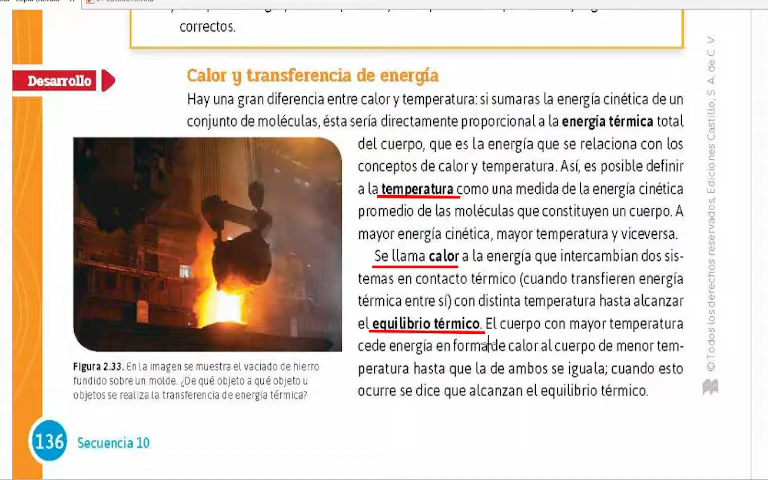 correctos.
Desarrollo
Calor y transferencia de energía
Hay una gran diferencia entre calor y temperatura: si sumaras la energía cinética de un
conjunto de moléculas, ésta sería directamente proporcional a la energía térmica total
del cuerpo, que es la energía que se relaciona con los
conceptos de calor y temperatura. Así, es posible definir
a la temperatura como una medida de la energía cinética
promedio de las moléculas que constituyen un cuerpo. A
mayor energía cinética, mayor temperatura y viceversa.
Se llama calor a la energía que intercambian dos sis-
temas en contacto térmico (cuando transfieren energía
térmica entre sí) con distinta temperatura hasta alcanzar
el equilibrio térmico. El cuerpo con mayor temperatura
cede energía en forma de calor al cuerpo de menor tem-
peratura hasta que la de ambos se iguala; cuando esto
ocurre se dice que alcanzan el equilibrio térmico.
Figura 2.33. En la imagen se muestra el vaciado de hierro
fundido sobre un molde. ¿De qué objeto a qué objeto u
objetos se realiza la transferencia de energía térmica?
136 Secuencia 10
© Todos los derechos reservados, Ediciones Castillo, S. A. de C. V.